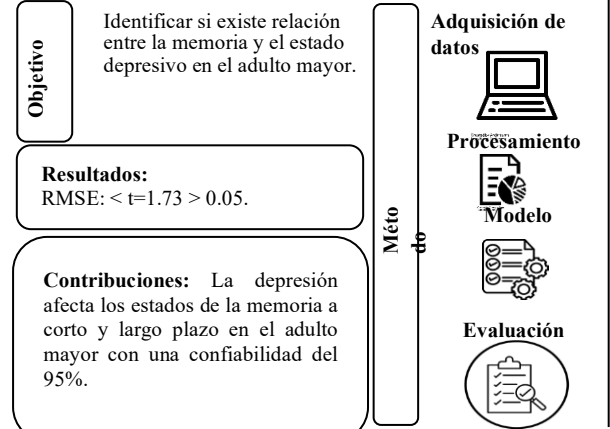 Objetivo
Identificar si existe relación
entre la memoria y el estado
depresivo en el adulto mayor.
Resultados:
RMSE: < t=1.73 > 0.05.
Contribuciones: La depresión
afecta los estados de la memoria a
corto y largo plazo en el adulto
mayor con una confiabilidad del
95%.
Méto
do
Adquisición de
datos
Procesamiento
Modelo
Evaluación